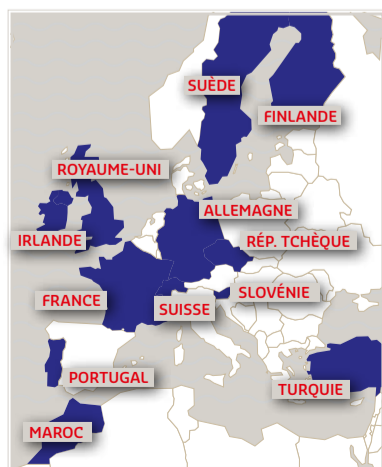 SUÈDE
FINLANDE
ROYAUME-UNI
ALLEMAGNE
IRLANDE
RÉP. TCHÈQUE
FRANCE
SLOVÉNIE
SUISSE
PORTUGAL
TURQUIE
MAROC